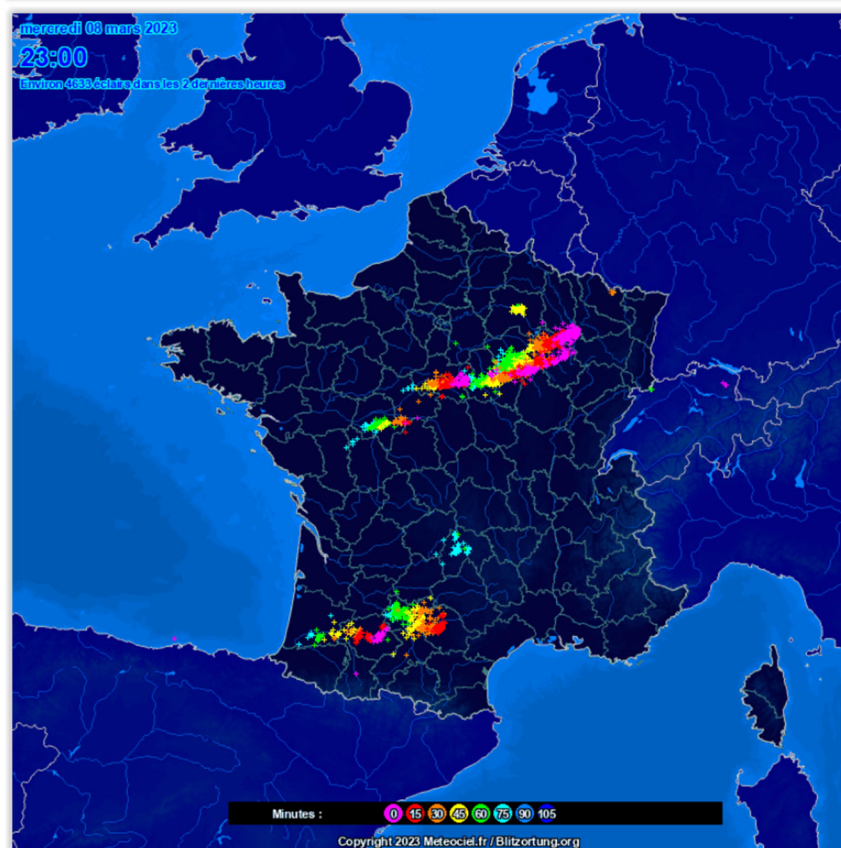 mercredi 08 mars 2023
23:00
Environ 4633 éclairs dans les 2 dernières heures
Minutes : 0 15 30 45 60 75 90 105
Copyright 2023 Meteociel.fr / Blitzortung.org